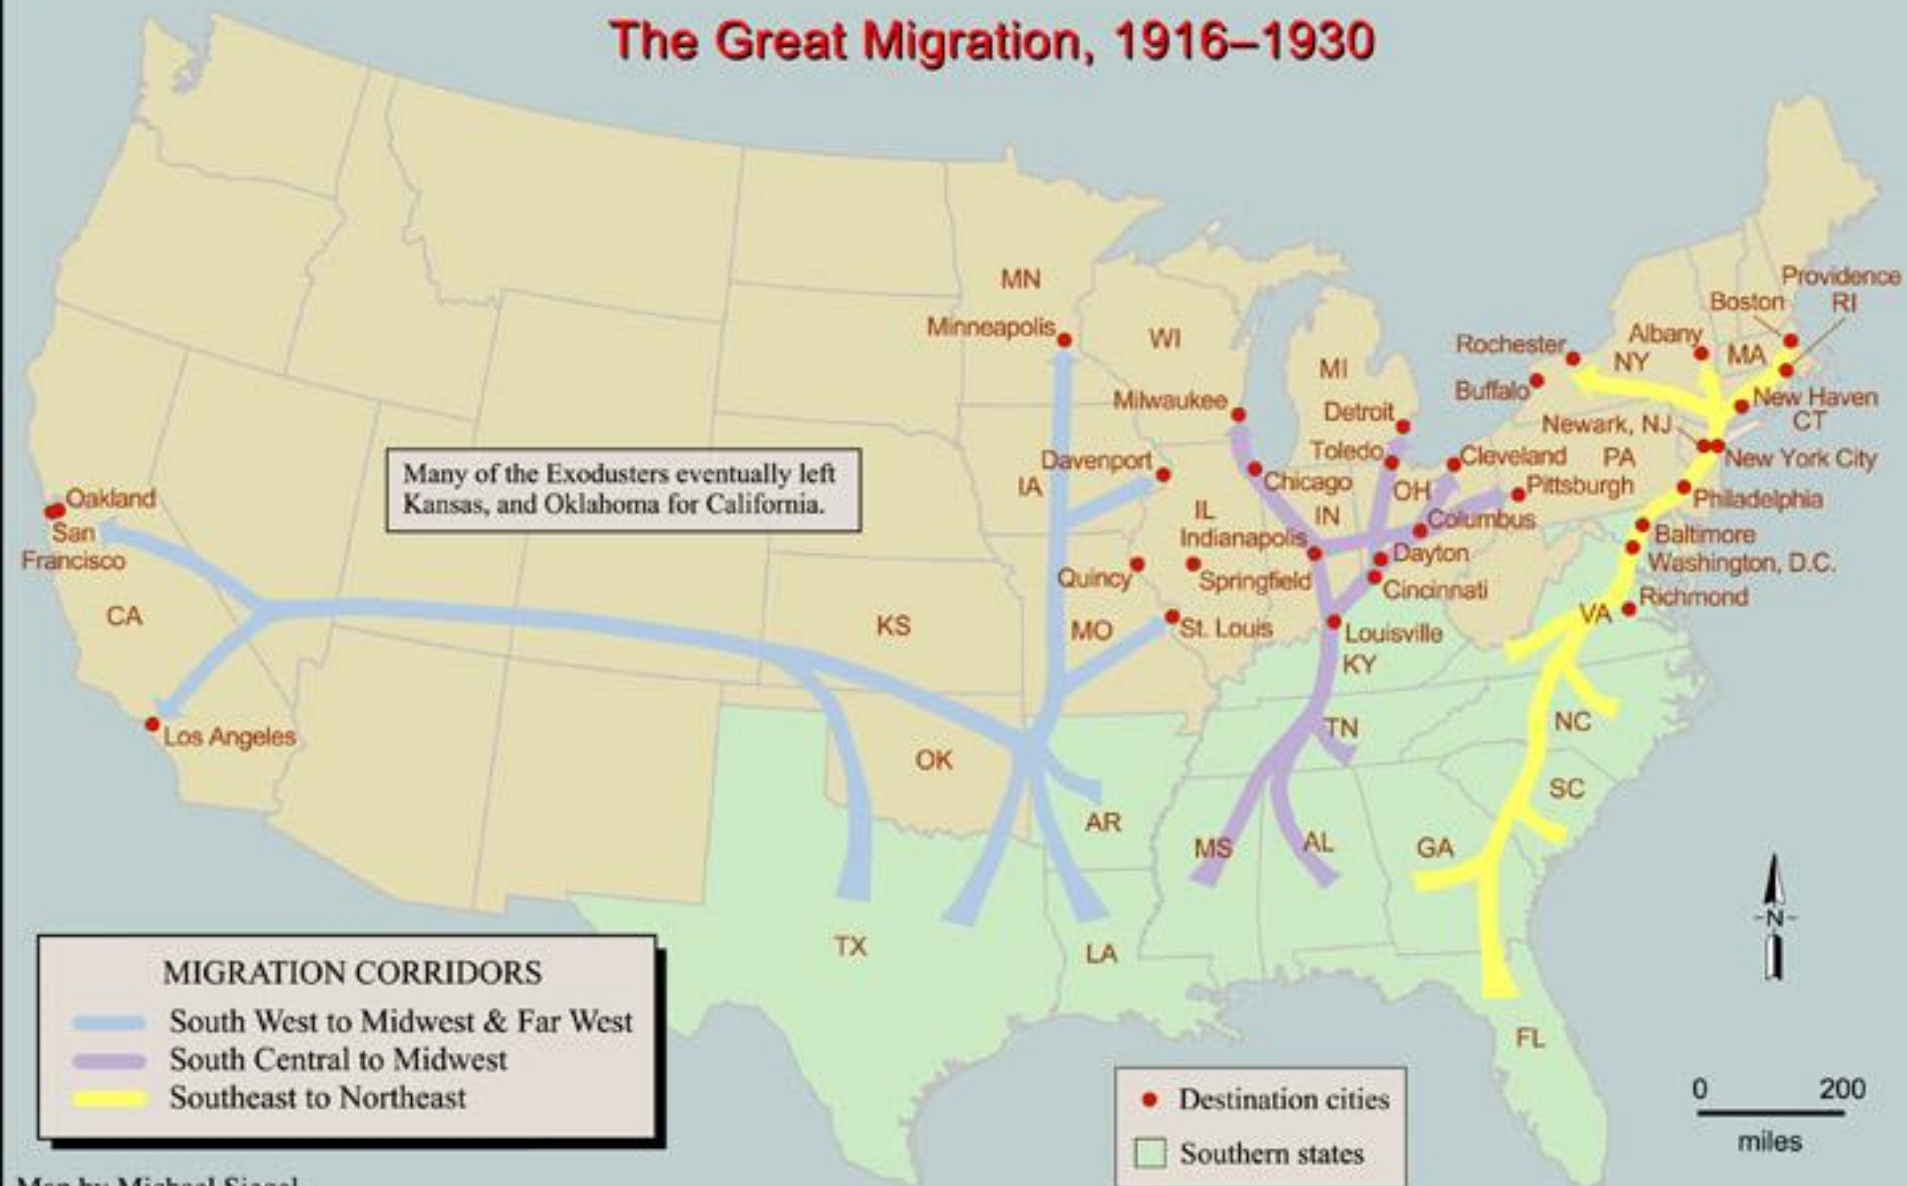 The Great Migration, 1916–1930
MN
Minneapolis
WI
MI
Milwaukee
Detroit
Toledo
Cleveland
Rochester
Buffalo
Albany
NY
Boston
Providence
RI
MA
New Haven
CT
Newark, NJ
PA
New York City
Pittsburgh
Philadelphia
Davenport
IA
Chicago
OH
IL
IN
Indianapolis
Columbus
Baltimore
Washington, D.C.
Many of the Exodusters eventually left
Kansas, and Oklahoma for California.
Oakland
San
Francisco
CA
Los Angeles
Quincy
Springfield
Dayton
Cincinnati
KS
MO
St. Louis
Louisville
KY
VA
Richmond
TN
NC
OK
SC
AR
MS
AL
GA
TX
LA
FL
N
MIGRATION CORRIDORS
South West to Midwest & Far West
South Central to Midwest
Southeast to Northeast
Destination cities
Southern states
0 200
miles
Map by Michael Siegel